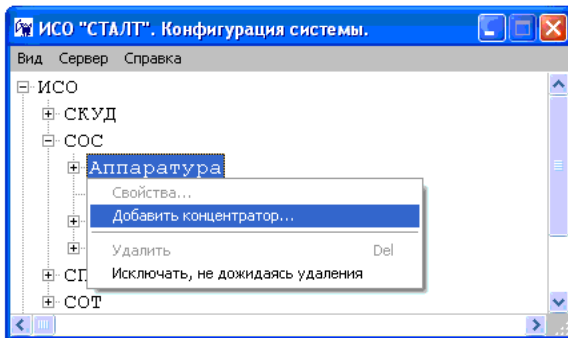 ИСО "СТАЛТ". Конфигурация системы.
Вид Сервер Справка
ИСО
СКУД
СОС
Аппаратура
Свойства...
Добавить концентратор...
Удалить Del
Исключать, не дожидаясь удаления
СОТ